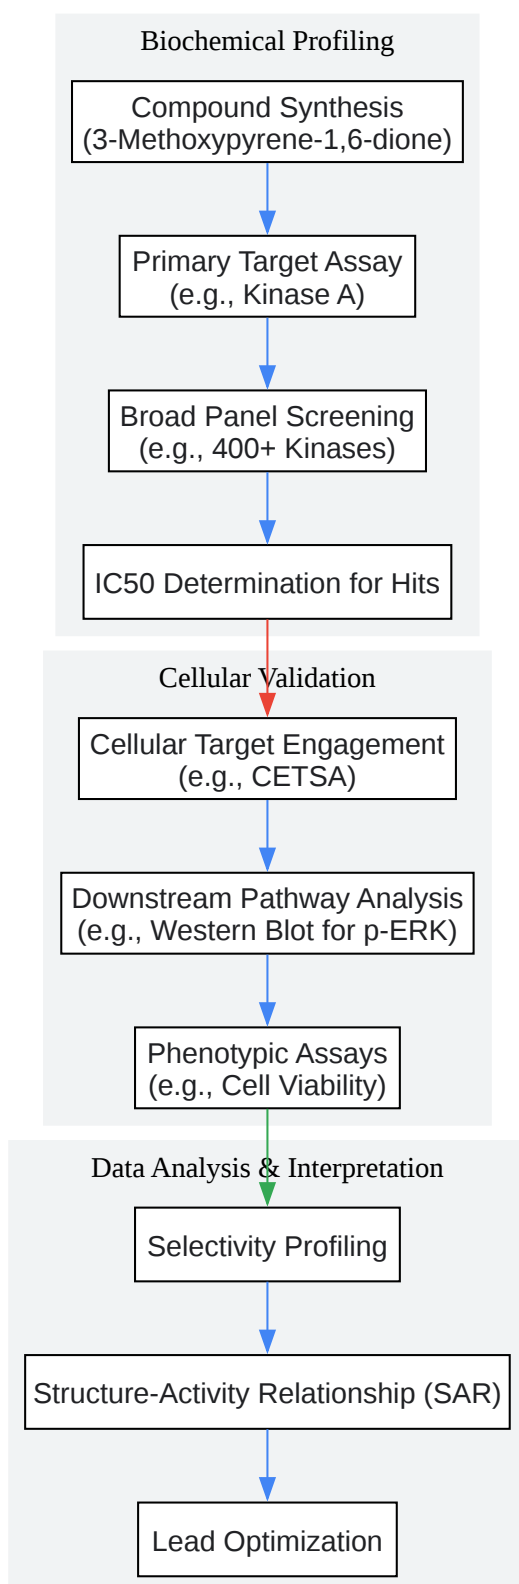 Biochemical Profiling
Compound Synthesis
(3-Methoxypyrene-1,6-dione)
Primary Target Assay
(e.g., Kinase A)
Broad Panel Screening
(e.g., 400+ Kinases)
IC50 Determination for Hits
Cellular Validation
Cellular Target Engagement
(e.g., CETSA)
Downstream Pathway Analysis
(e.g., Western Blot for p-ERK)
Phenotypic Assays
(e.g., Cell Viability)
Data Analysis & Interpretation
Selectivity Profiling
Structure-Activity Relationship (SAR)
Lead Optimization